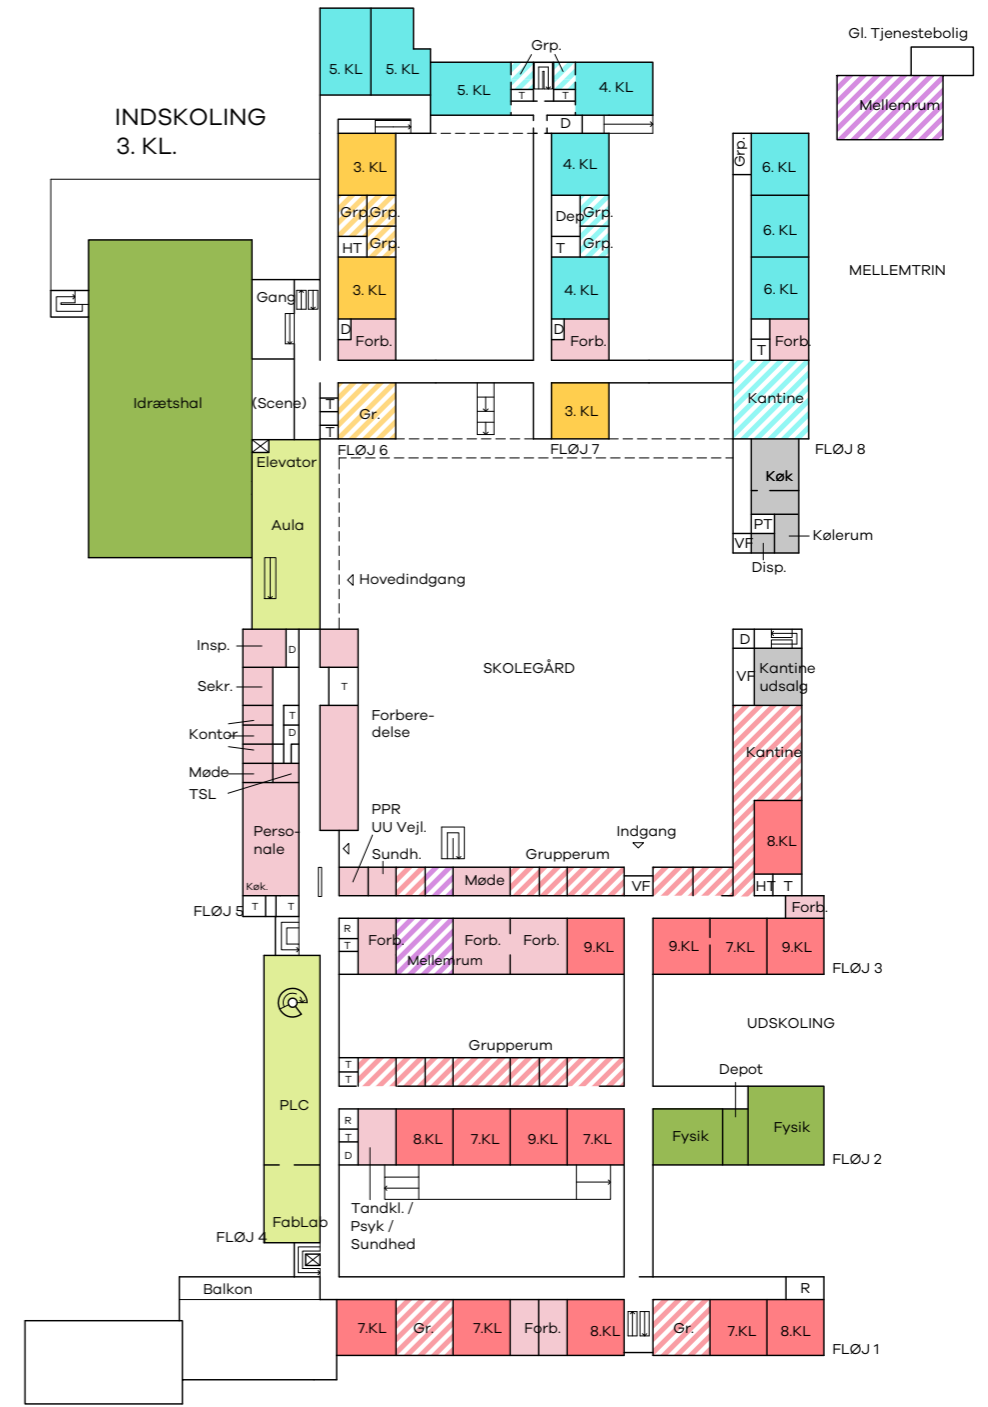 Gl. Tjenestebolig
Mellemrum
INDSKOLING
3. KL.
5. KL
5. KL
Grp.
5. KL
T
T
4. KL
D
3. KL
4. KL
Grp.
6. KL
Grp.
Grp.
HT
Grp.
Dep
Grp.
T
Grp.
6. KL
3. KL
4. KL
6. KL
MELLEMTRIN
Gang
D
Forb.
D
Forb.
T
Forb.
Idrætshal
(Scene)
T
T
Gr.
3. KL
Kantine
FLØJ 6
FLØJ 7
FLØJ 8
Elevator
Køk
Aula
PT
VF
Kølerum
Disp.
Hovedindgang
Insp.
D
D
SKOLEGÅRD
VF
Kantine
udsalg
Sekr.
T
T
Forbere-
delse
Kontor
D
Kantine
Møde
TSL
PPR
UU Vejl.
Perso-
nale
Indgang
8.KL
Sundh.
Grupperum
Køk.
Møde
VF
HT
T
FLØJ 5
T
T
Forb.
R
T
Forb.
Mellemrum
Forb.
Forb.
9.KL
9.KL
7.KL
9.KL
FLØJ 3
UDSKOLING
Grupperum
T
T
Depot
PLC
R
T
D
8.KL
7.KL
9.KL
7.KL
Fysik
Fysik
FLØJ 2
Tandkl. /
Psyk /
Sundhed
FabLab
FLØJ 4
Balkon
R
7.KL
Gr.
7.KL
Forb.
8.KL
Gr.
7.KL
8.KL
FLØJ 1